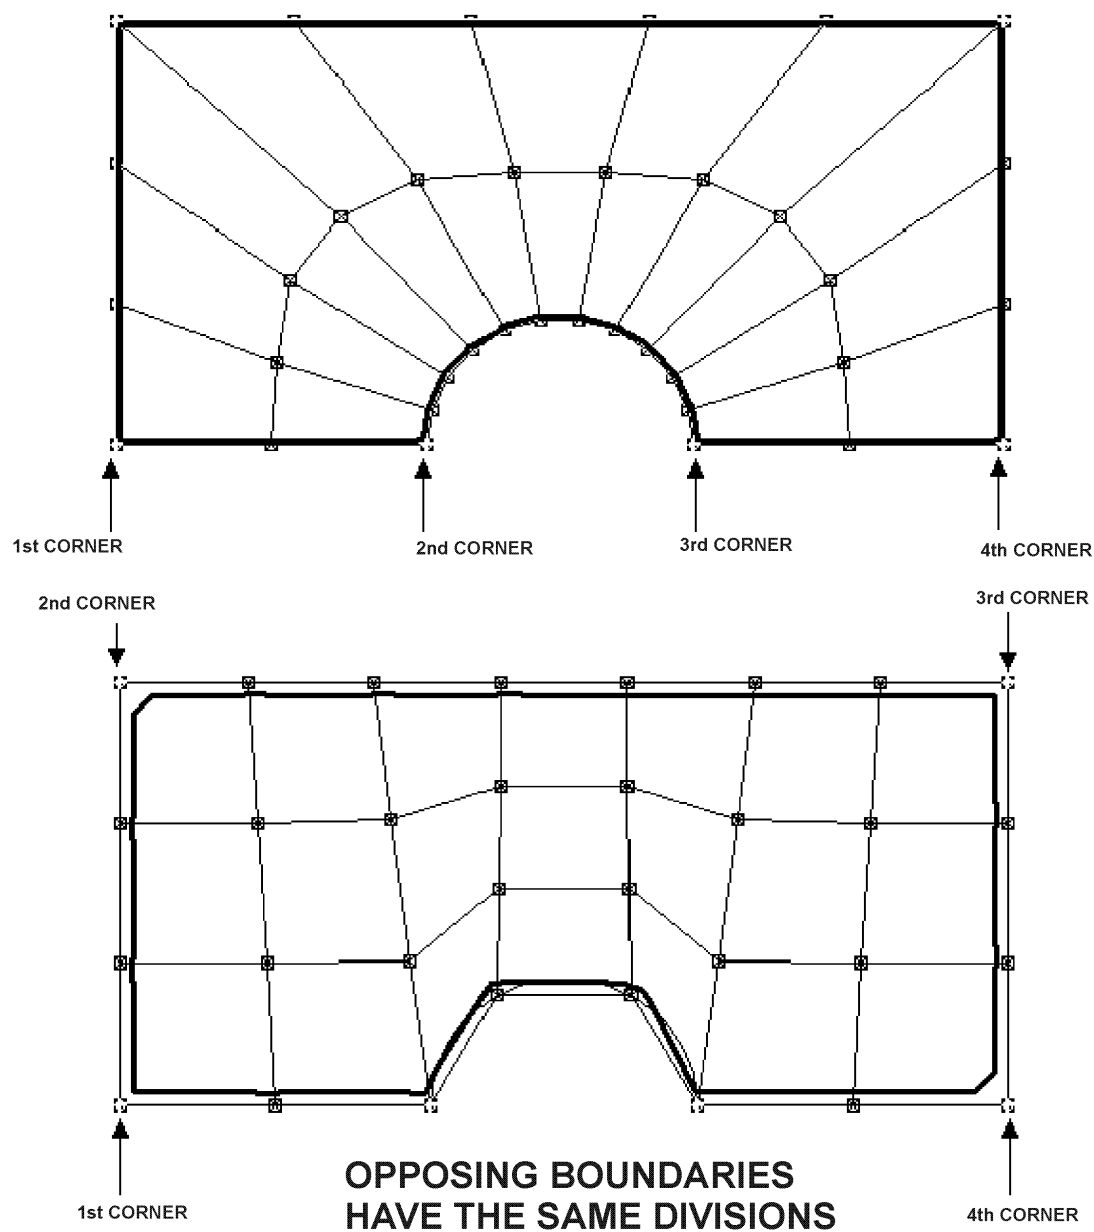 1st CORNER
2nd CORNER
3rd CORNER
4th CORNER
2nd CORNER
3rd CORNER
1st CORNER
OPPOSING BOUNDARIES
HAVE THE SAME DIVISIONS
4th CORNER